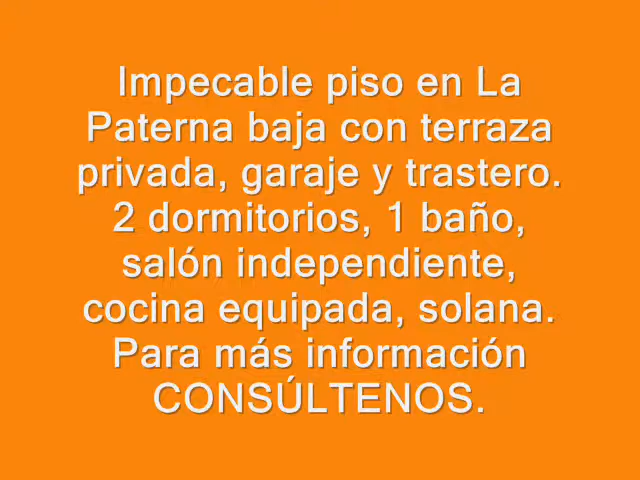 Impecable piso en La
Paterna baja con terraza
privada, garaje y trastero.
2 dormitorios, 1 baño,
salón independiente,
cocina equipada, solana.
Para más información
CONSÚLTENOS.